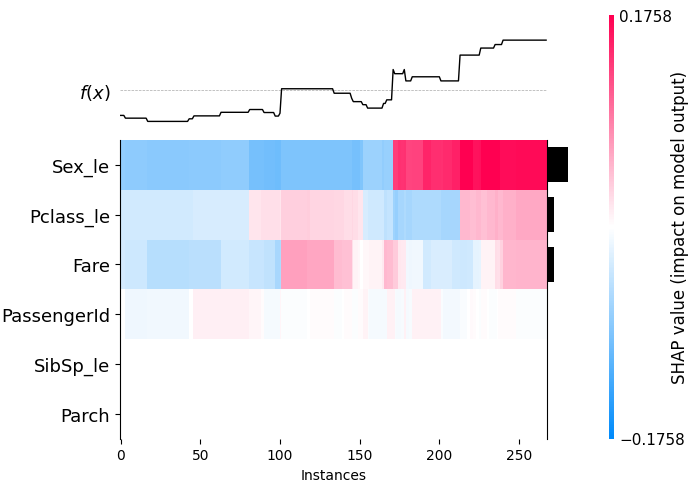 0.1758
f(x)
Sex_le
Pclass_le
Fare
PassengerId
SibSp_le
Parch
0 50 100 150 200 250
Instances
−0.1758
SHAP value (impact on model output)